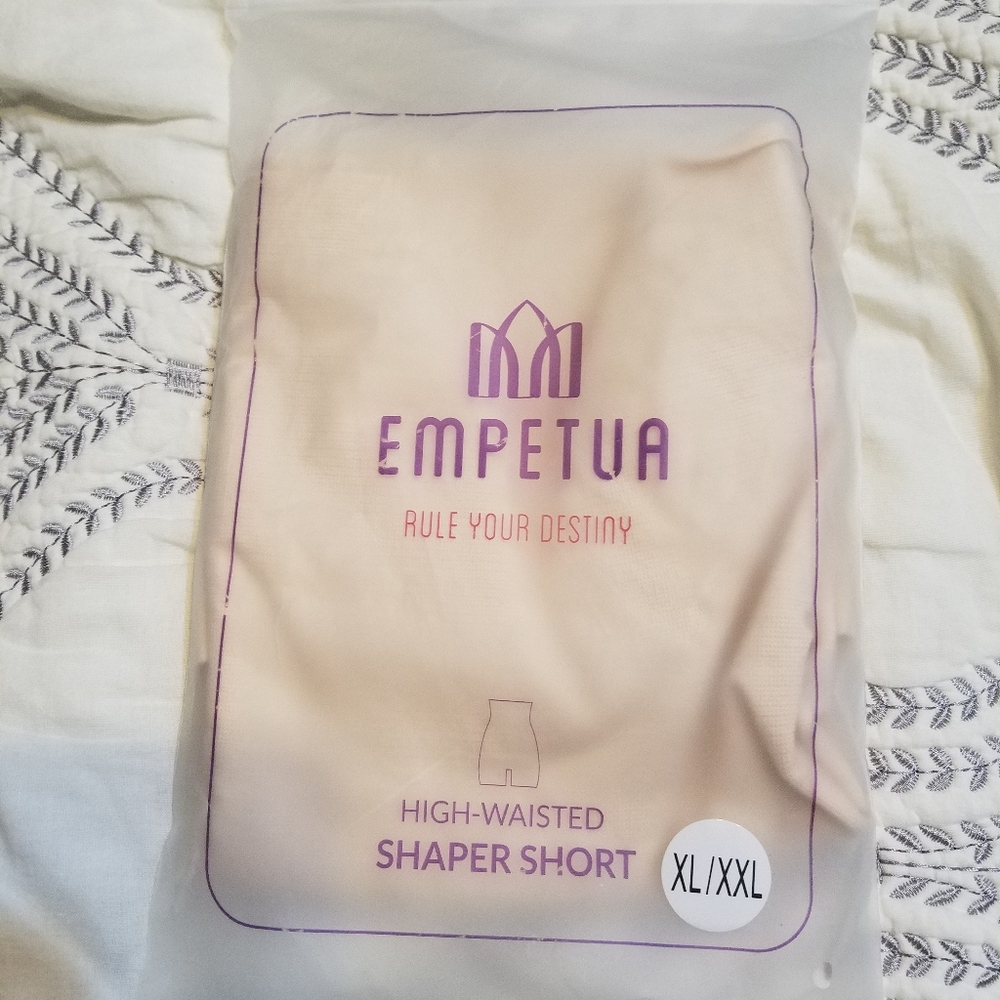 EMPETUA
RULE YOUR DESTINY
HIGH-WAISTED
SHAPER SHORT
XL/XXL